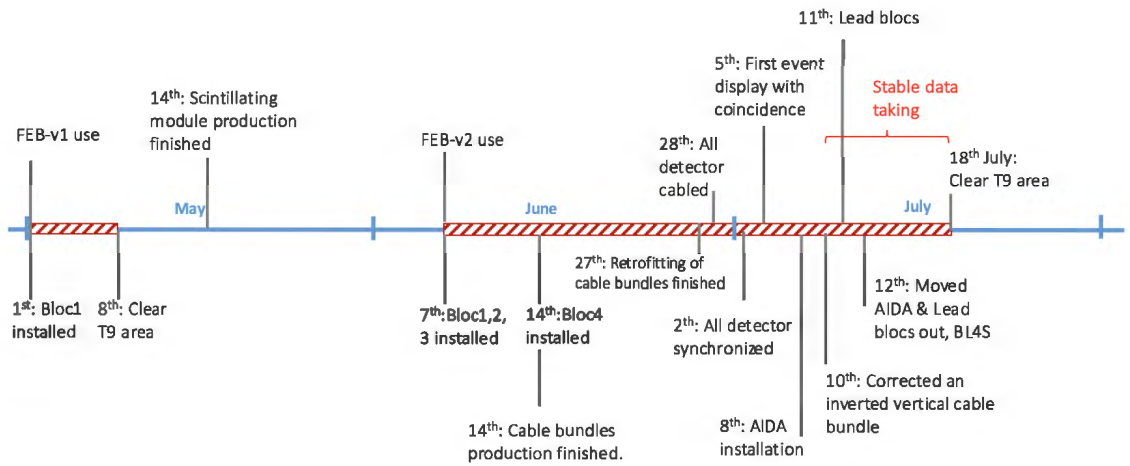 11th: Lead blocs
5th: First event
display with
coincidence
Stable data
taking
14th: Scintillating
module production
finished
FEB-v1 use
FEB-v2 use
28th: All
detector
cabled
18th July:
Clear T9 area
May
June
July
1st: Bloc1
installed
8th: Clear
T9 area
7th:Bloc1,2,
3 installed
14th:Bloc4
installed
27th: Retrofitting of
cable bundles finished
2th: All detector
synchronized
12th: Moved
AIDA & Lead
blocs out, BL4S
14th: Cable bundles
production finished.
8th: AIDA
installation
10th: Corrected an
inverted vertical cable
bundle